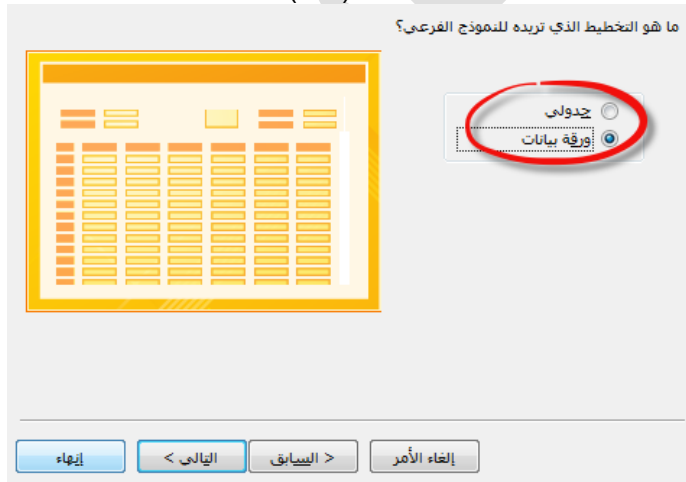 ما هو التخطيط الذي تريده للنموذج الفرعي؟
جدولي
ورقة بيانات
إلغاء الأمر
< السابق
التالي >
إنهاء